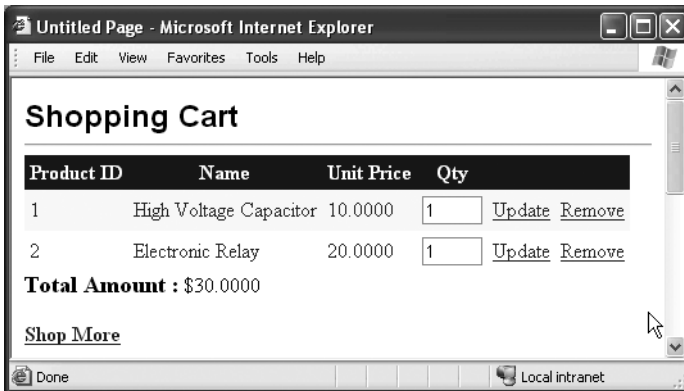 Untitled Page - Microsoft Internet Explorer
File Edit View Favorites Tools Help
Shopping Cart
Product ID Name Unit Price Qty
1 High Voltage Capacitor 10.0000 1 Update Remove
2 Electronic Relay 20.0000 1 Update Remove
Total Amount : $30.0000
Shop More
Done Local intranet